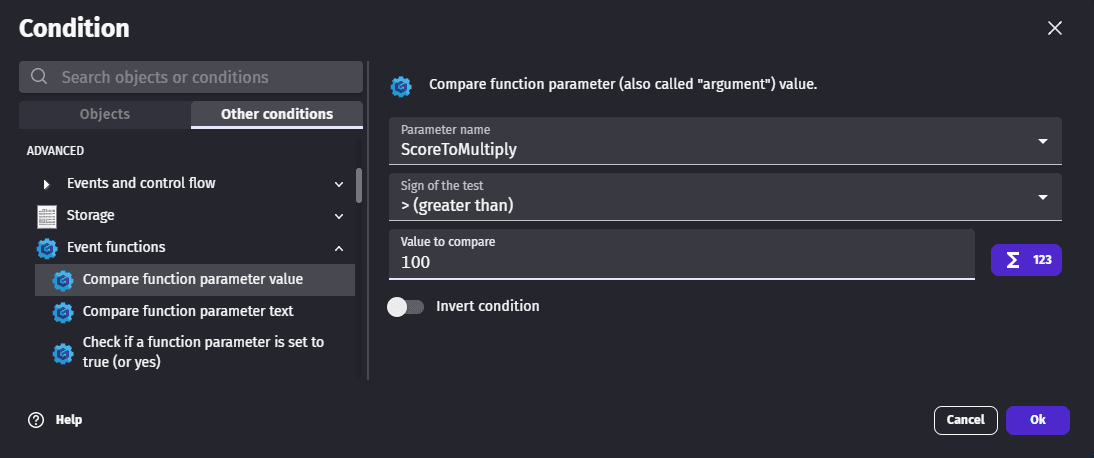 Condition
Search objects or conditions
Objects
Other conditions
ADVANCED
Events and control flow
Storage
Event functions
Compare function parameter value
Compare function parameter text
Check if a function parameter is set to
true (or yes)
Compare function parameter (also called "argument") value.
Parameter name
ScoreToMultiply
Sign of the test
> (greater than)
Value to compare
100
Σ 123
Invert condition
Help
Cancel
Ok